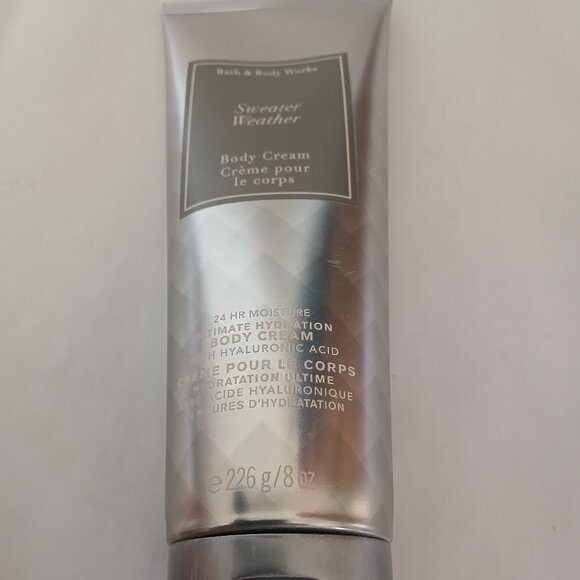 Bath & Body Works
Sweater
Weather
Body Cream
Crème pour
le corps
24 HR MOISTURE
ULTIMATE HYDRATION
BODY CREAM
WITH HYALURONIC ACID
CRÈME POUR LE CORPS
HYDRATATION ULTIME
AVEC ACIDE HYALURONIQUE
HEURES D'HYDRATATION
e 226 g/8 oz